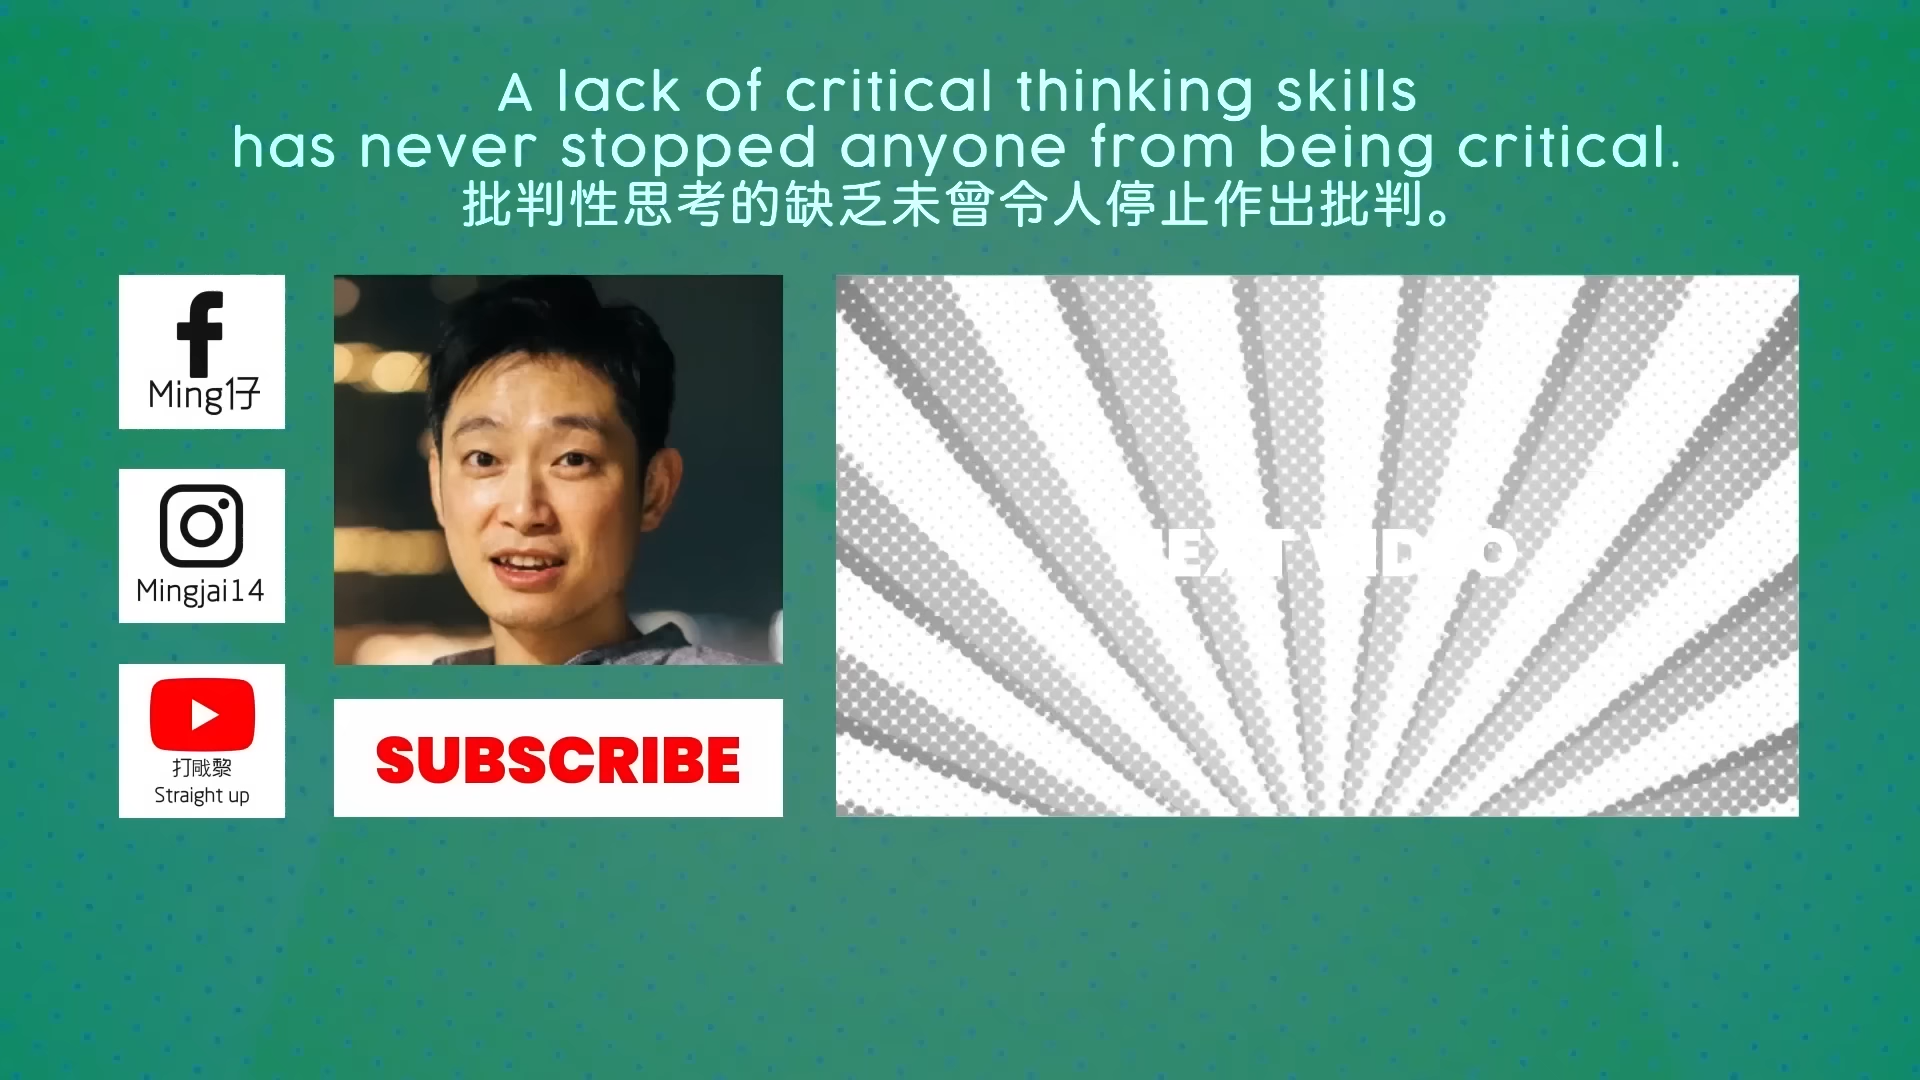 A lack of critical thinking skills
has never stopped anyone from being critical.
批判性思考的缺乏未曾令人停止作出批判。
Ming仔
Mingjai14
打戙黎
Straight up
SUBSCRIBE
NEXT VIDEO